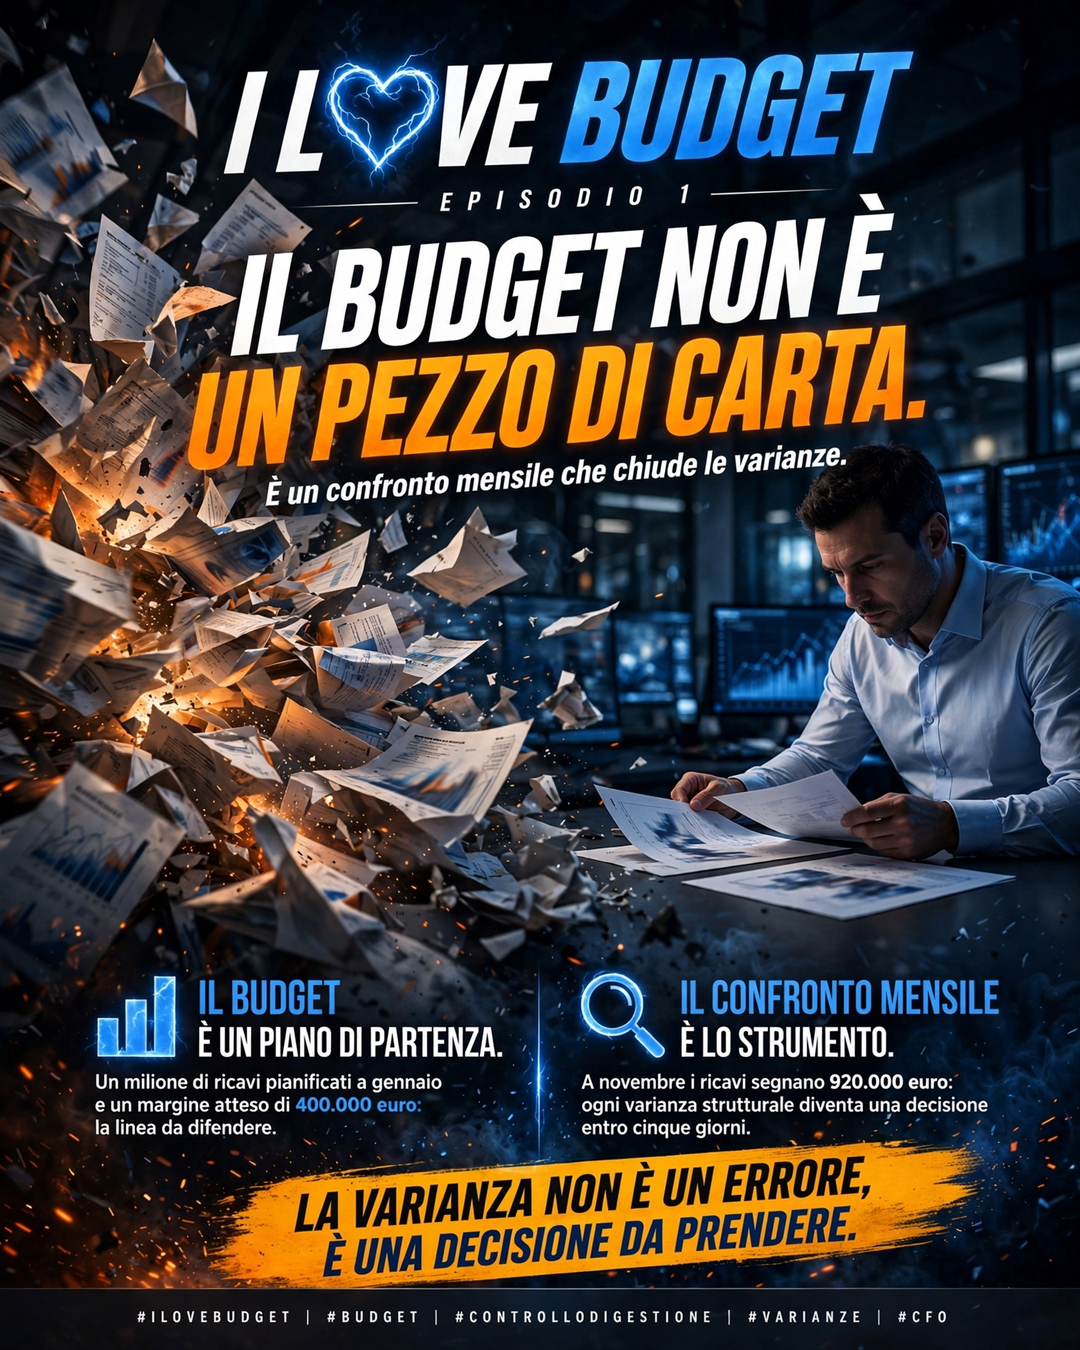 I LOVE BUDGET
EPISODIO 1
IL BUDGET NON È
UN PEZZO DI CARTA.
È un confronto mensile che chiude le varianze.
IL BUDGET
È UN PIANO DI PARTENZA.
Un milione di ricavi pianificati a gennaio
e un margine atteso di 400.000 euro:
la linea da difendere.
IL CONFRONTO MENSILE
È LO STRUMENTO.
A novembre i ricavi segnano 920.000 euro:
ogni varianza strutturale diventa una decisione
entro cinque giorni.
LA VARIANZA NON È UN ERRORE,
È UNA DECISIONE DA PRENDERE.
#ILOVEBUDGET | #BUDGET | #CONTROLLODIGESTIONE | #VARIANZE | #CFO